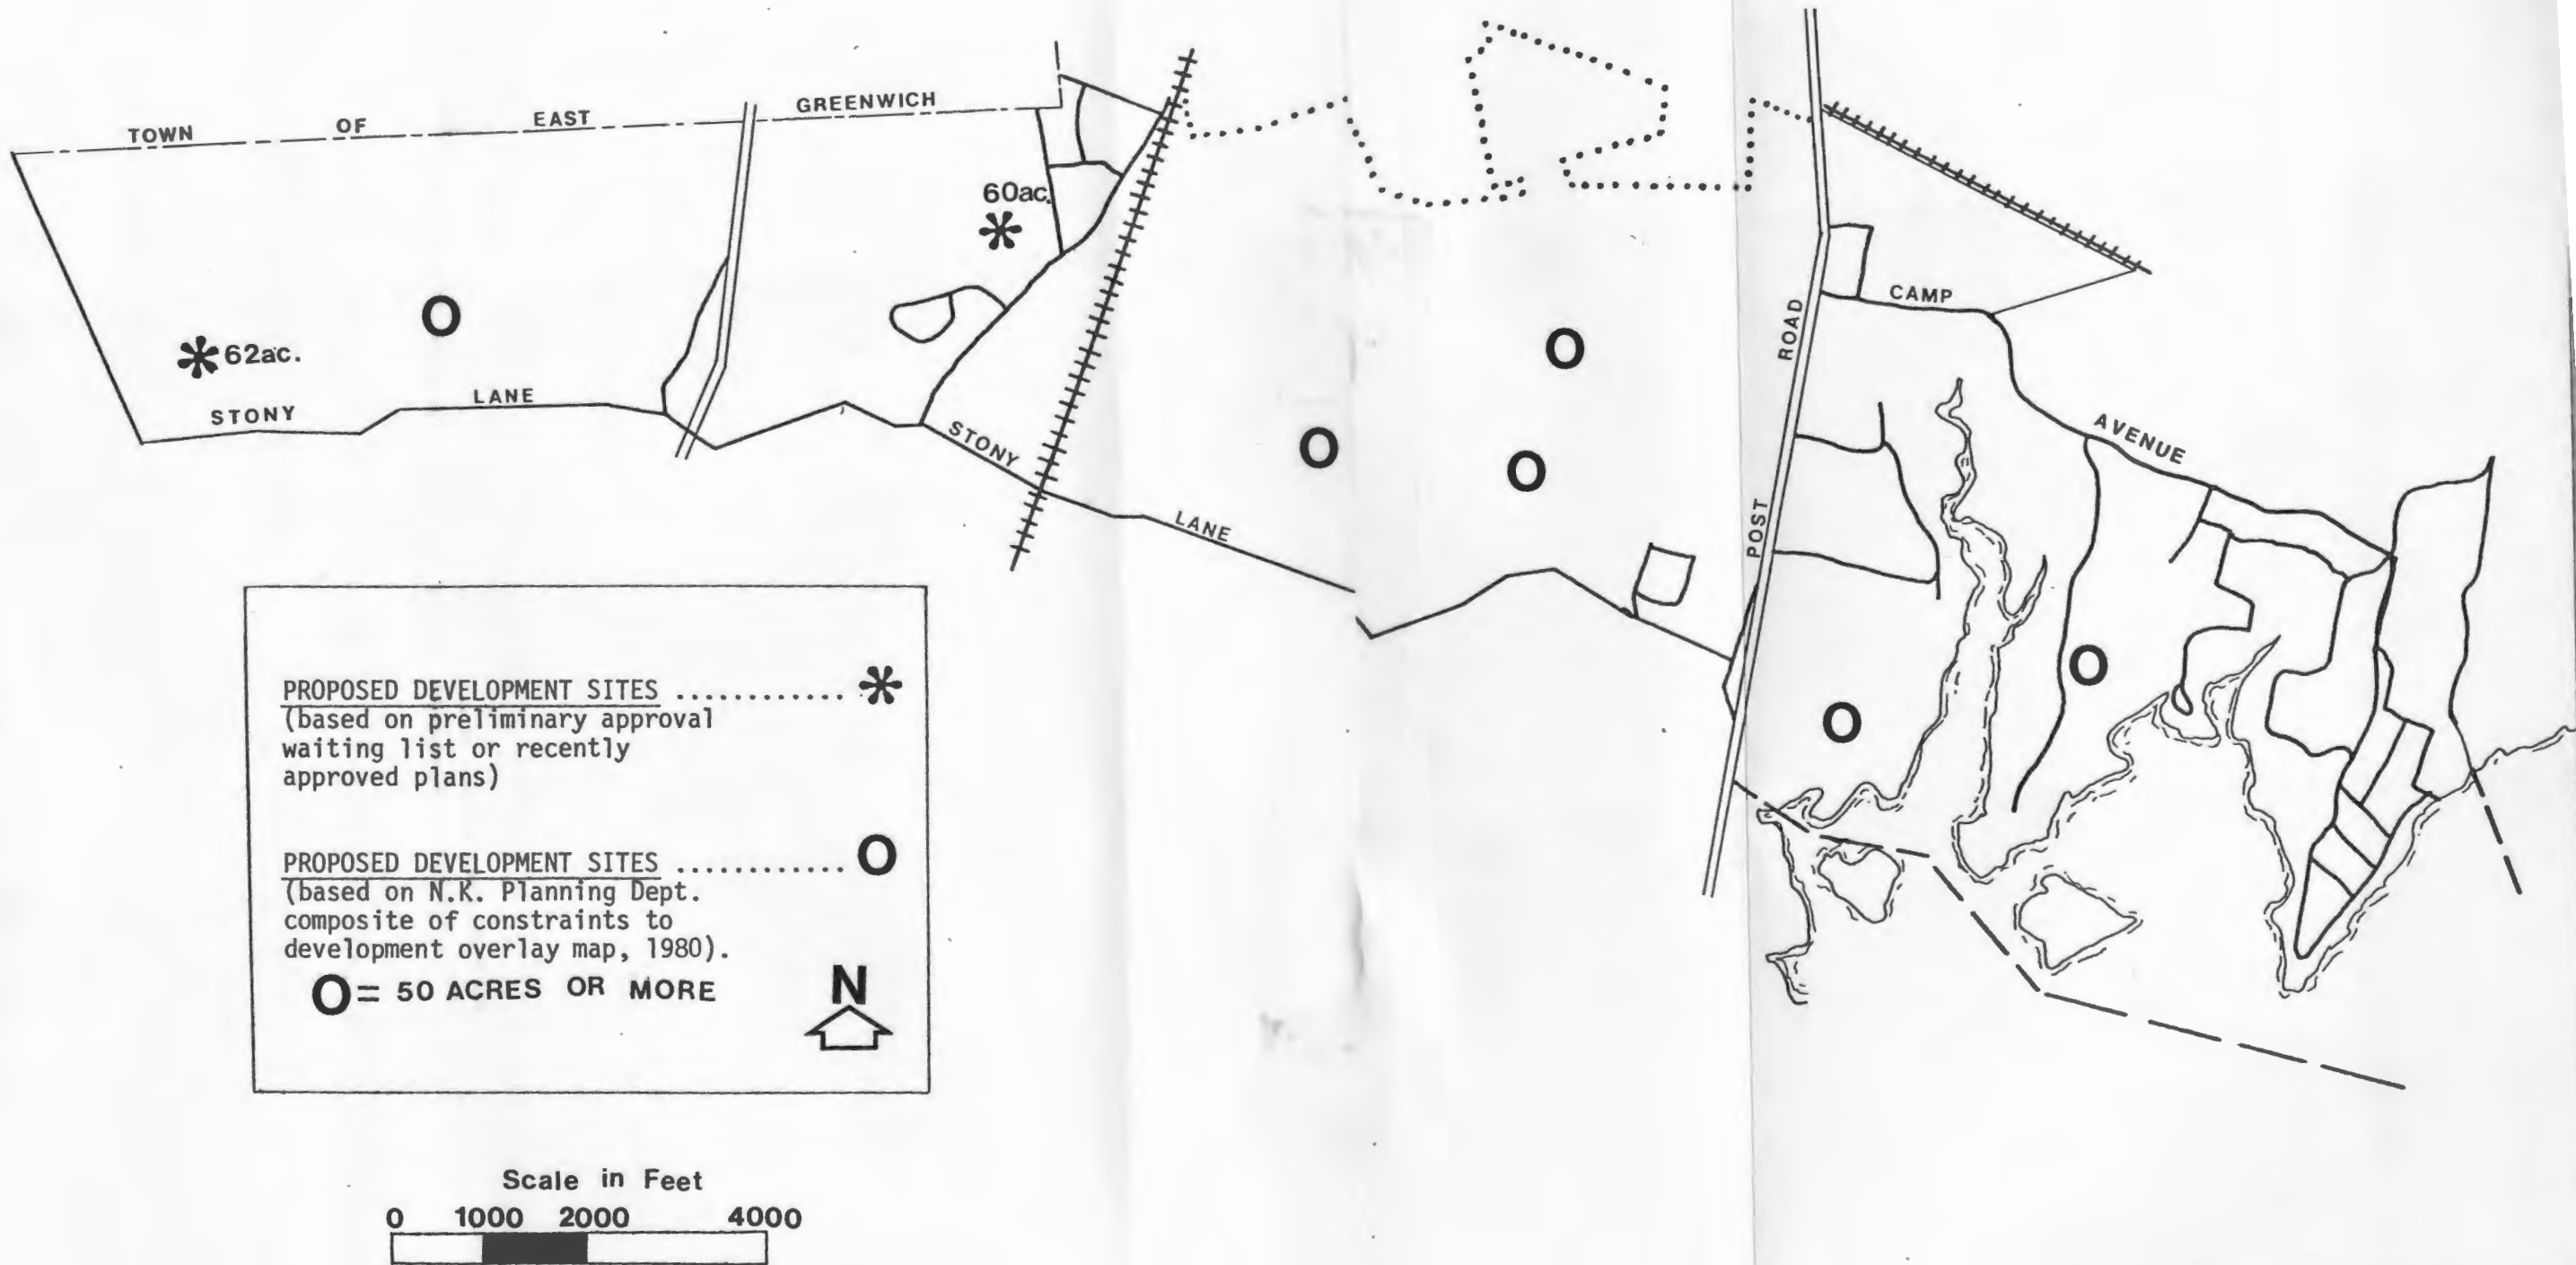 TOWN OF EAST GREENWICH
60ac.
62ac.
STONY LANE
STONY LANE
POST ROAD
CAMP AVENUE
PROPOSED DEVELOPMENT SITES ............ *
(based on preliminary approval
waiting list or recently
approved plans)
PROPOSED DEVELOPMENT SITES ............ O
(based on N.K. Planning Dept.
composite of constraints to
development overlay map, 1980).
O = 50 ACRES OR MORE
N
Scale in Feet
0 1000 2000 4000